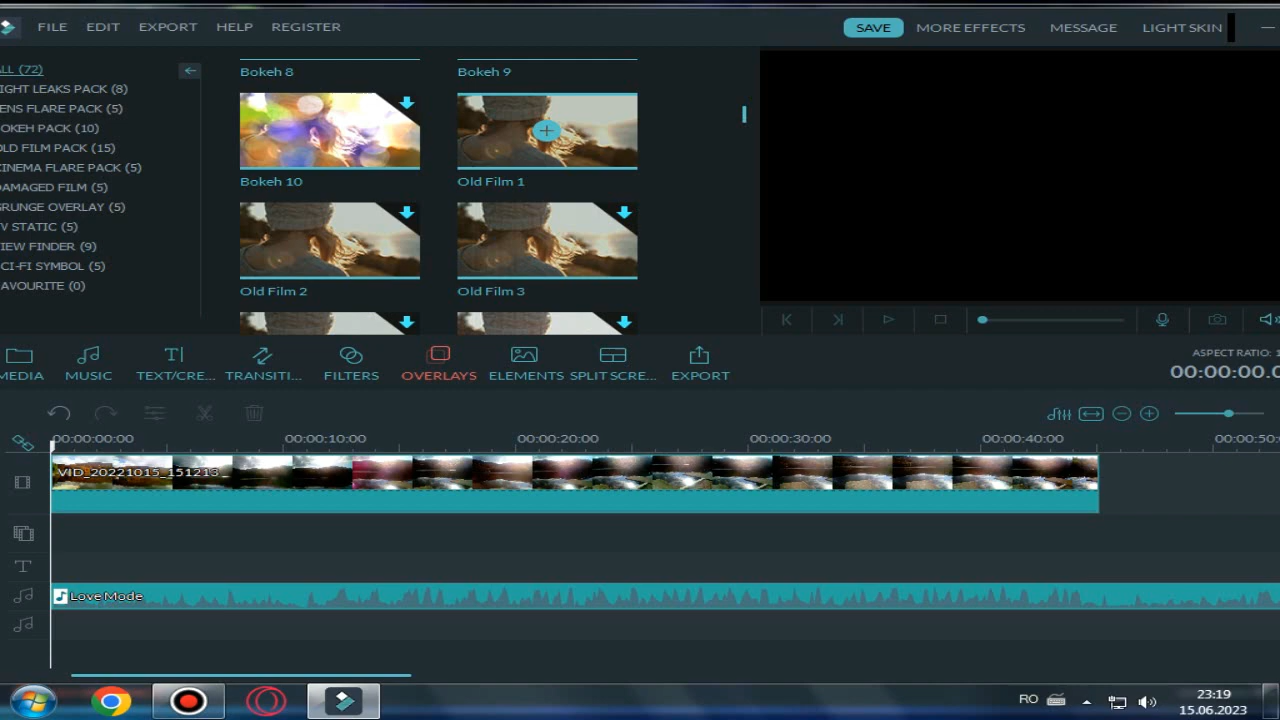 FILE EDIT EXPORT HELP REGISTER SAVE MORE EFFECTS MESSAGE LIGHT SKIN
LL (72)
IGHT LEAKS PACK (8)
ENS FLARE PACK (5)
OKEH PACK (10)
OLD FILM PACK (15)
CINEMA FLARE PACK (5)
DAMAGED FILM (5)
GRUNGE OVERLAY (5)
V STATIC (5)
IEW FINDER (9)
CI-FI SYMBOL (5)
AVOURITE (0)
Bokeh 8 Bokeh 9
Bokeh 10 Old Film 1
Old Film 2 Old Film 3
MEDIA MUSIC TEXT/CRE... TRANSITI... FILTERS OVERLAYS ELEMENTS SPLIT SCRE... EXPORT
ASPECT RATIO: 1
00:00:00.0
00:00:00:00 00:00:10:00 00:00:20:00 00:00:30:00 00:00:40:00 00:00:50:
VID_20221015_151213
Love Mode
RO
23:19
15.06.2023